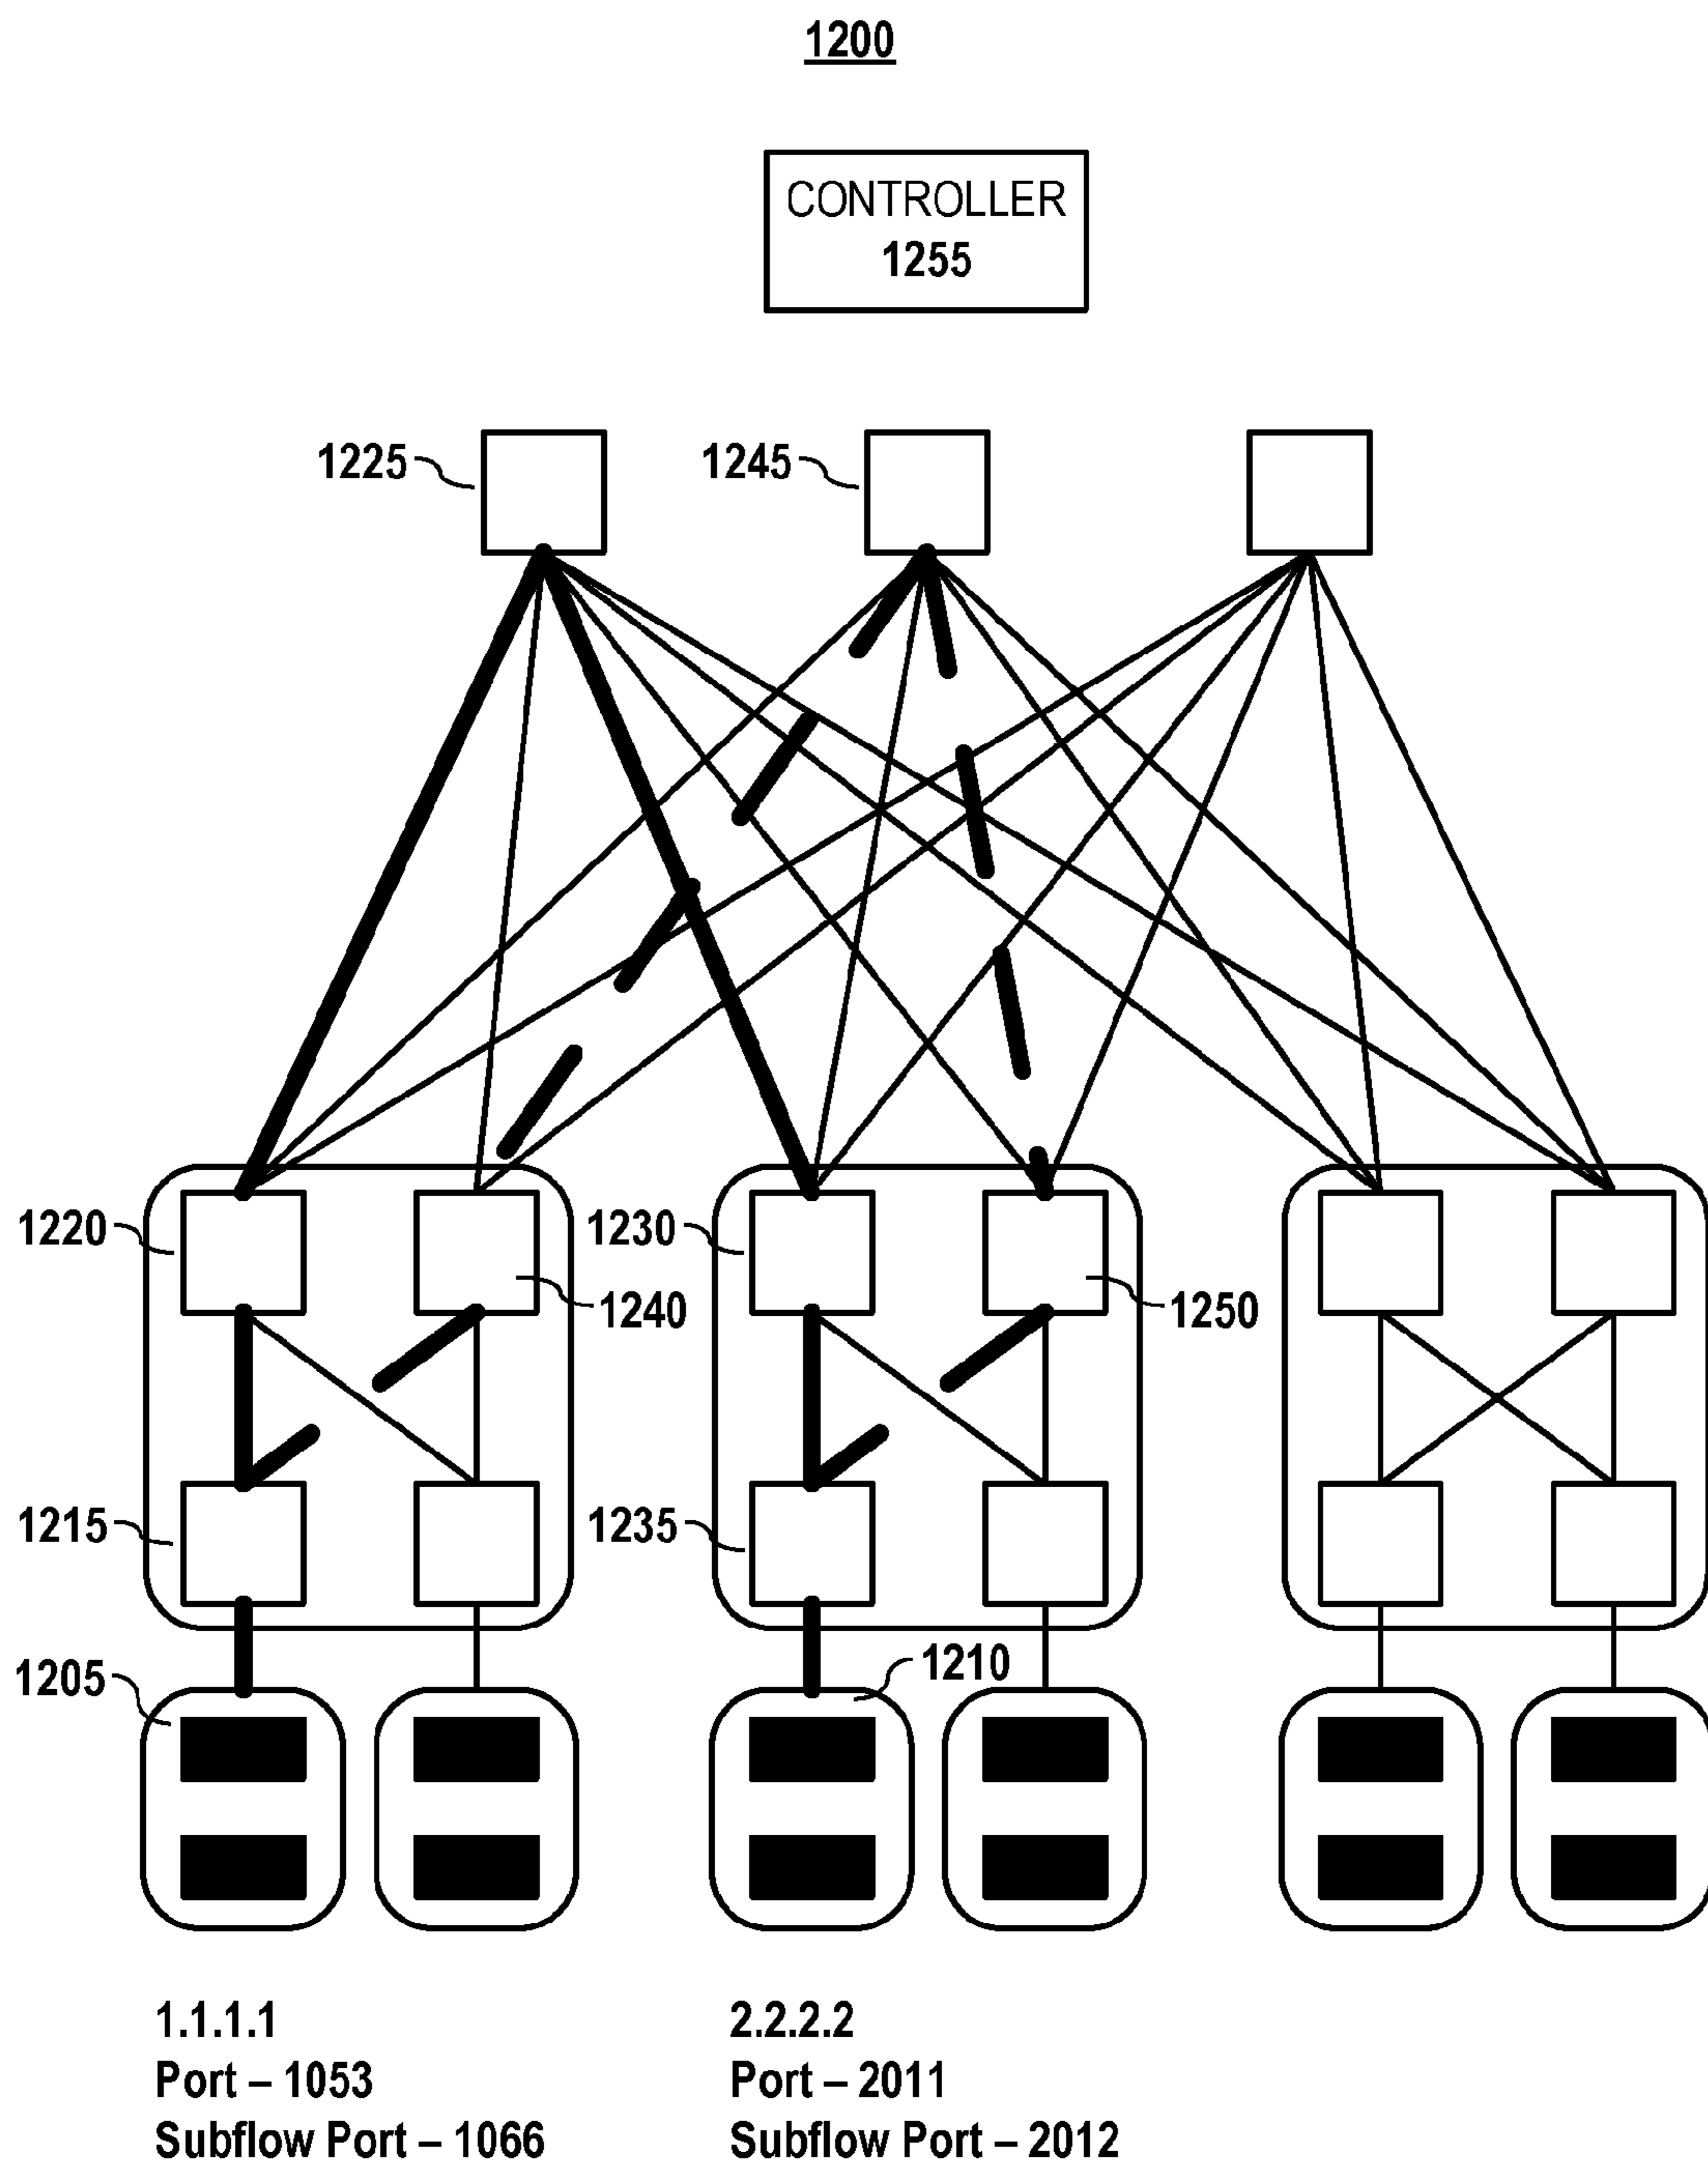 1200
CONTROLLER
1255
1225
1245
1220
1230
1240
1250
1215
1235
1205
1210
1.1.1.1
Port – 1053
Subflow Port – 1066
2.2.2.2
Port – 2011
Subflow Port – 2012